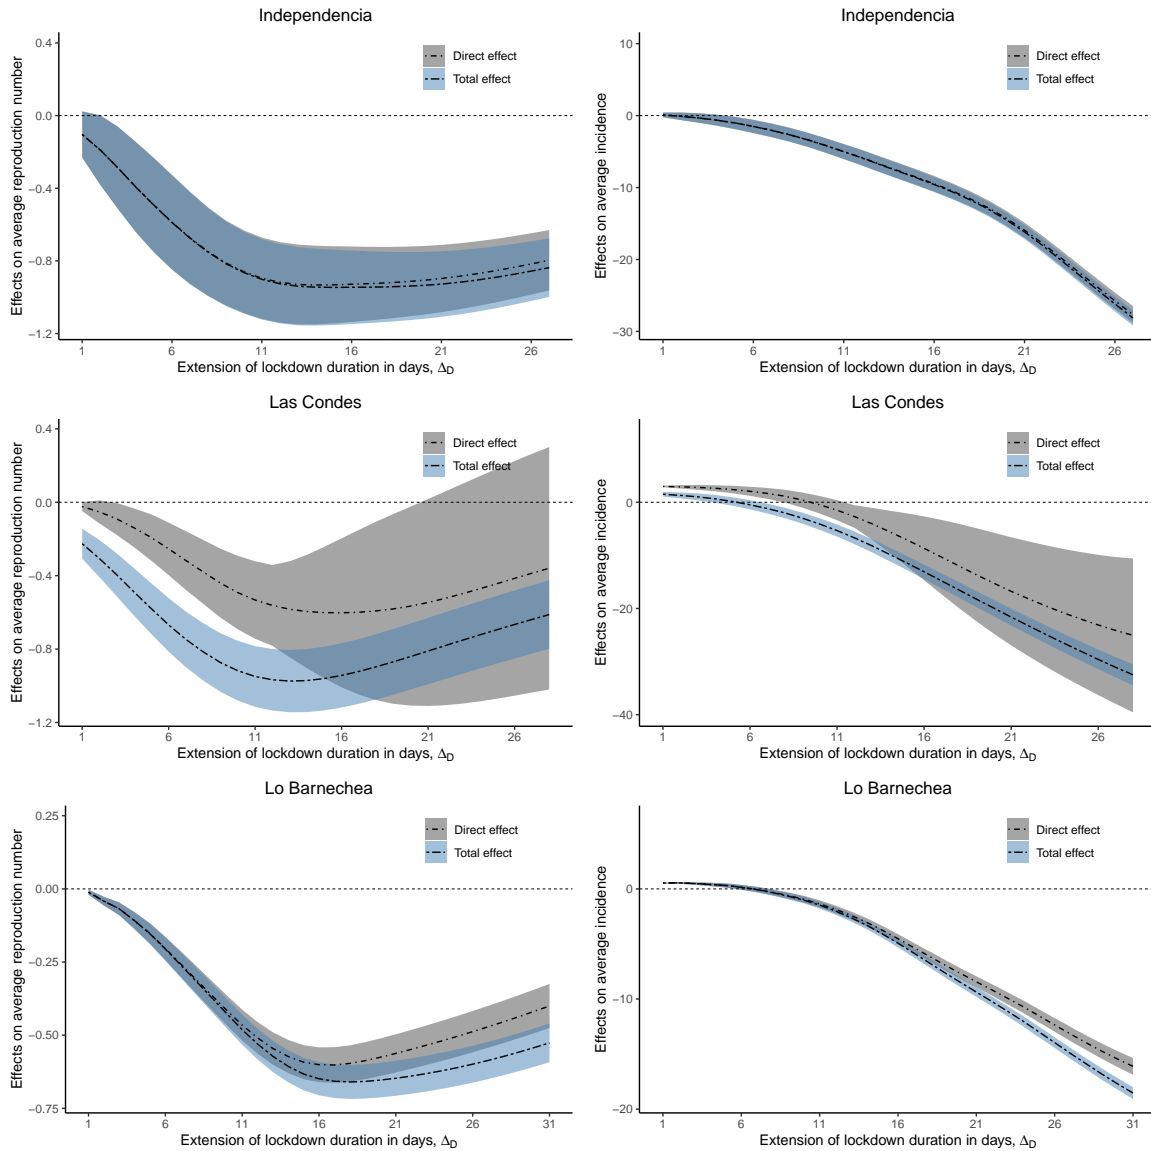 Independencia
Effects on average reproduction number
0.4
0.0
−0.4
−0.8
−1.2
Direct effect
Total effect
1 6 11 16 21 26
Extension of lockdown duration in days, ΔD
Independencia
Effects on average incidence
10
0
−10
−20
−30
Direct effect
Total effect
1 6 11 16 21 26
Extension of lockdown duration in days, ΔD
Las Condes
Effects on average reproduction number
0.4
0.0
−0.4
−0.8
−1.2
Direct effect
Total effect
1 6 11 16 21 26
Extension of lockdown duration in days, ΔD
Las Condes
Effects on average incidence
0
−20
−40
Direct effect
Total effect
1 6 11 16 21 26
Extension of lockdown duration in days, ΔD
Lo Barnechea
Effects on average reproduction number
0.25
0.00
−0.25
−0.50
−0.75
Direct effect
Total effect
1 6 11 16 21 26 31
Extension of lockdown duration in days, ΔD
Lo Barnechea
Effects on average incidence
0
−10
−20
Direct effect
Total effect
1 6 11 16 21 26 31
Extension of lockdown duration in days, ΔD